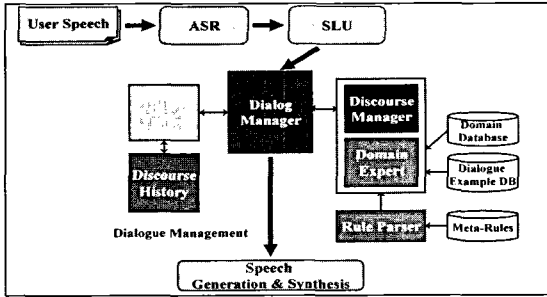 User Speech
ASR
SLU
Dialog
Manager
Discourse
Manager
Domain
Expert
Domain
Database
Dialogue
Example DB
Discourse
History
Dialogue Management
Rule Parser
Meta-Rules
Speech
Generation & Synthesis